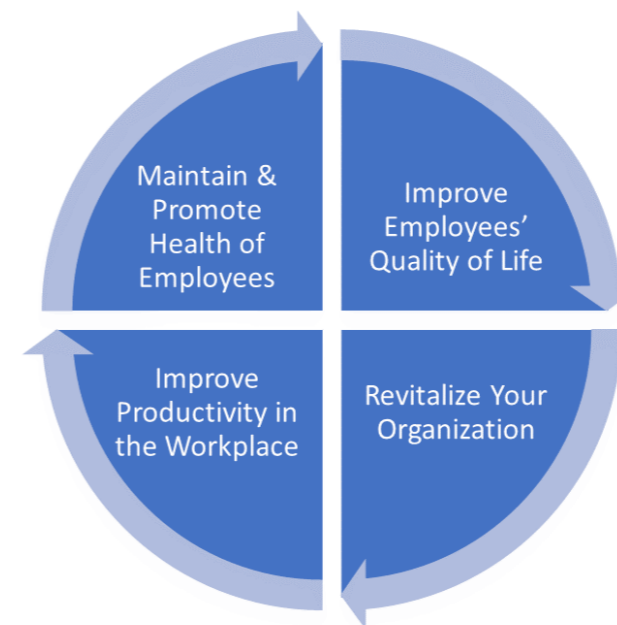 Maintain &
Promote
Health of
Employees
Improve
Employees’
Quality of Life
Revitalize Your
Organization
Improve
Productivity in
the Workplace